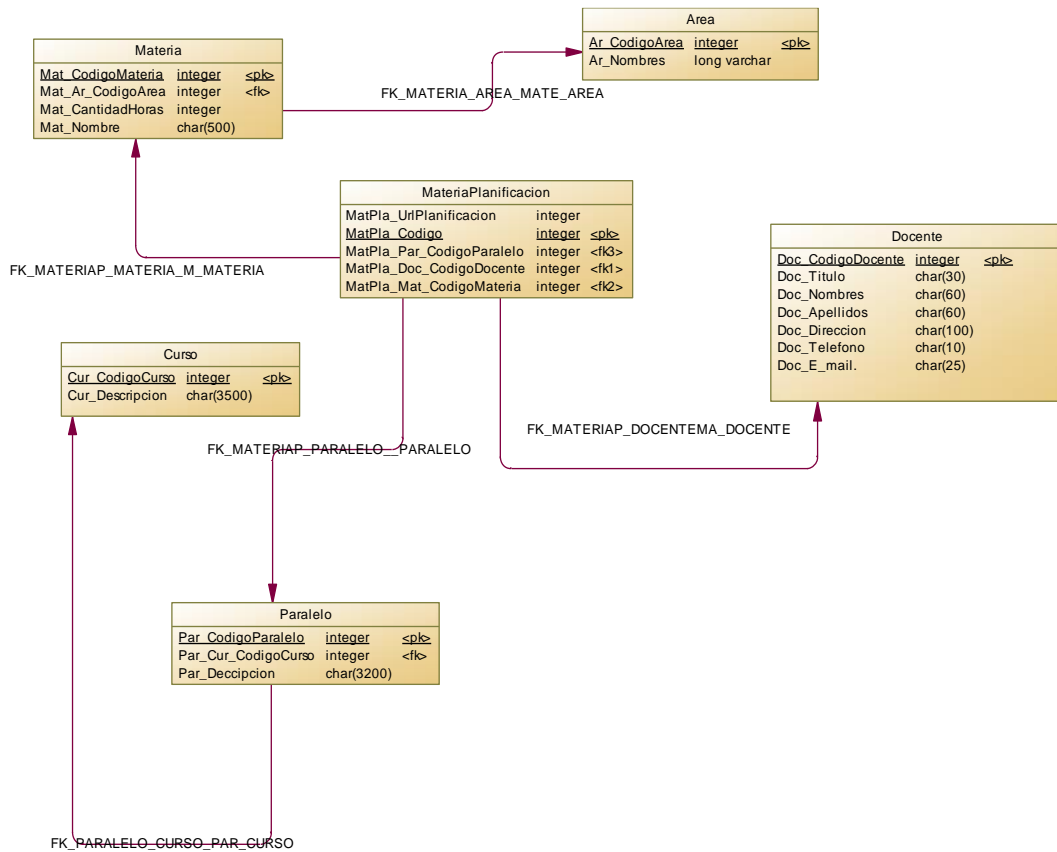 Area
Ar_CodigoArea integer <pk>
Ar_Nombres long varchar
Materia
Mat_CodigoMateria integer <pk>
Mat_Ar_CodigoArea integer <fk>
Mat_CantidadHoras integer
Mat_Nombre char(500)
FK_MATERIA_AREA_MATE_AREA
MateriaPlanificacion
MatPla_UrlPlanificacion integer
MatPla_Codigo integer <pk>
MatPla_Par_CodigoParalelo integer <fk3>
MatPla_Doc_CodigoDocente integer <fk1>
MatPla_Mat_CodigoMateria integer <fk2>
FK_MATERIAP_MATERIA_M_MATERIA
Docente
Doc_CodigoDocente integer <pk>
Doc_Titulo char(30)
Doc_Nombres char(60)
Doc_Apellidos char(60)
Doc_Direccion char(100)
Doc_Telefono char(10)
Doc_E_mail. char(25)
Curso
Cur_CodigoCurso integer <pk>
Cur_Descripcion char(3500)
FK_MATERIAP_DOCENTEMA_DOCENTE
FK_MATERIAP_PARALELO__PARALELO
Paralelo
Par_CodigoParalelo integer <pk>
Par_Cur_CodigoCurso integer <fk>
Par_Deccipcion char(3200)
FK_PARALELO_CURSO_PAR_CURSO